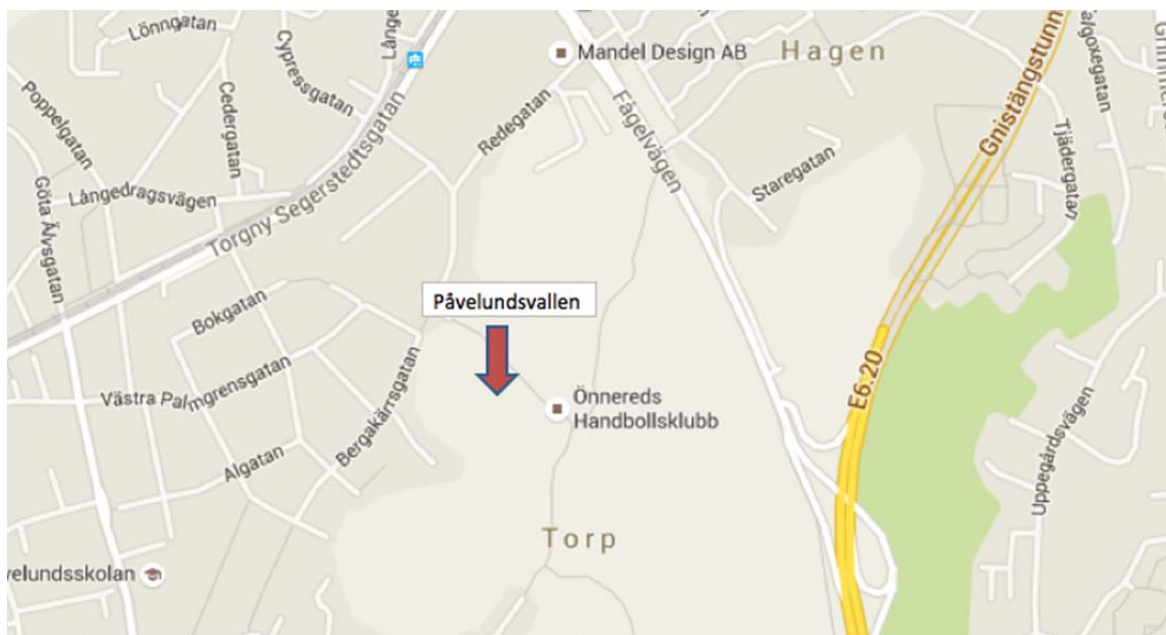 Lönngatan
Cypressgatan
Långe
Mandel Design AB
Hagen
Gnistängstunn
Poppelgatan
Cedergatan
Torgny Segerstedtsgatan
Redegatan
Fågelvägen
Tjädergatan
Staregatan
Långedragsvägen
Göta Älvsgatan
Påvelundsvallen
Bokgatan
E6.20
Västra Palmgrensgatan
Bergakärrsgatan
Önnereds
Handbollsklubb
Uppegårdsvägen
Algatan
Torp
velundsskolan